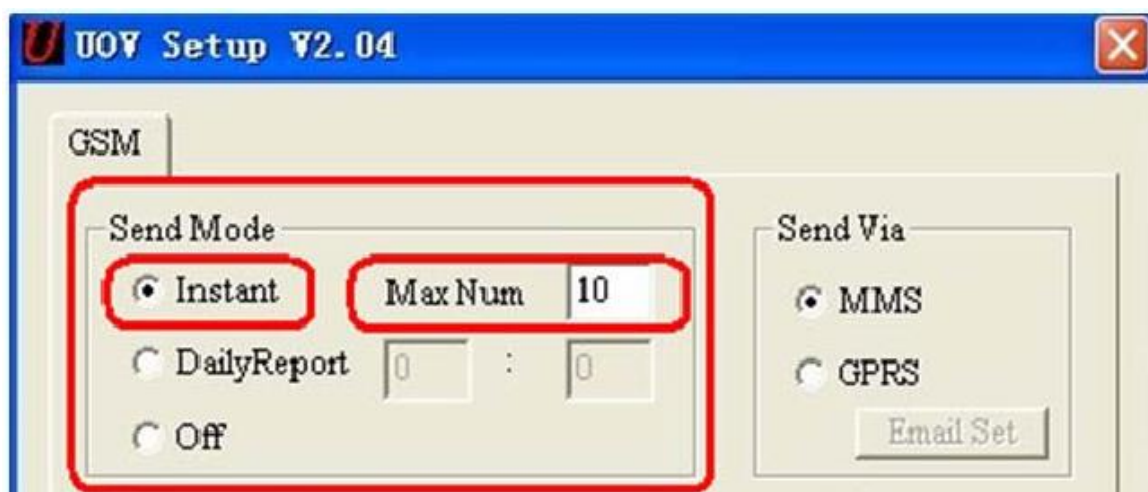 UOV Setup V2.04
GSM
Send Mode
Instant Max Num 10
DailyReport 0 : 0
Off
Send Via
MMS
GPRS
Email Set